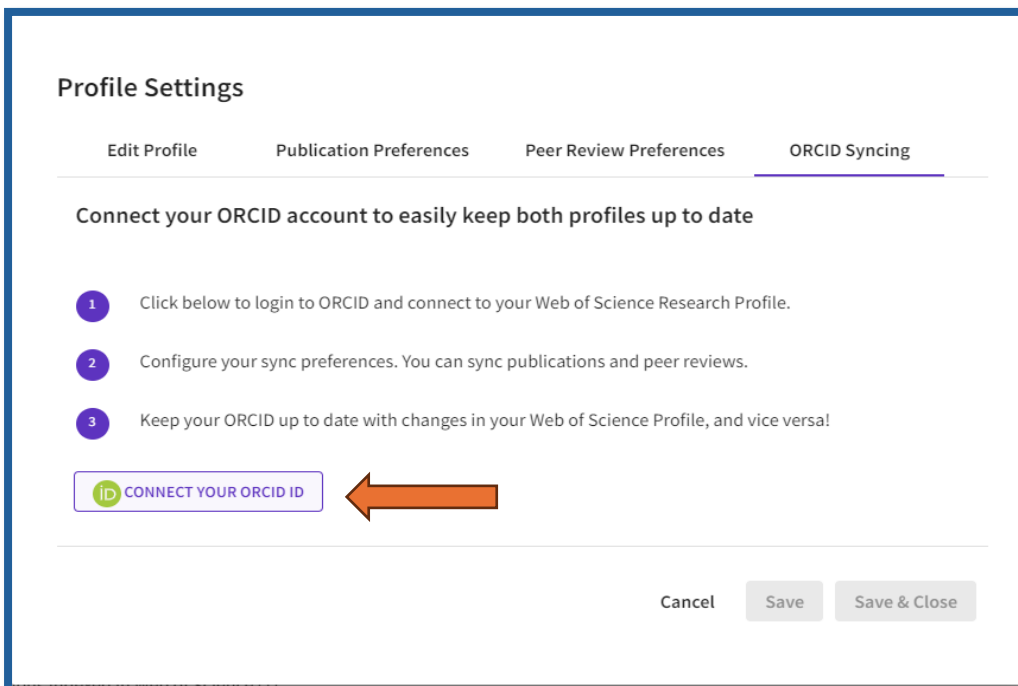 Profile Settings
Edit Profile Publication Preferences Peer Review Preferences ORCID Syncing
Connect your ORCID account to easily keep both profiles up to date
1 Click below to login to ORCID and connect to your Web of Science Research Profile.
2 Configure your sync preferences. You can sync publications and peer reviews.
3 Keep your ORCID up to date with changes in your Web of Science Profile, and vice versa!
iD CONNECT YOUR ORCID ID
Cancel Save Save & Close